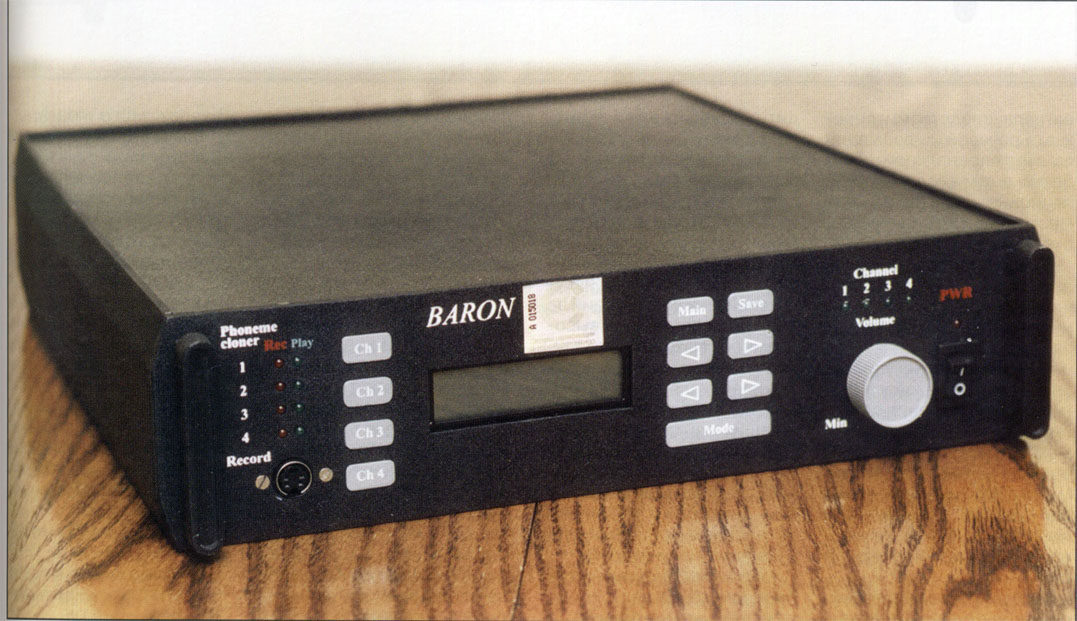 Phoneme
cloner Rec Play
1
2
3
4
Record
Ch 1
Ch 2
Ch 3
Ch 4
BARON
A 015018
Main Save
Mode
Channel
1 2 3 4
PWR
Volume
Min